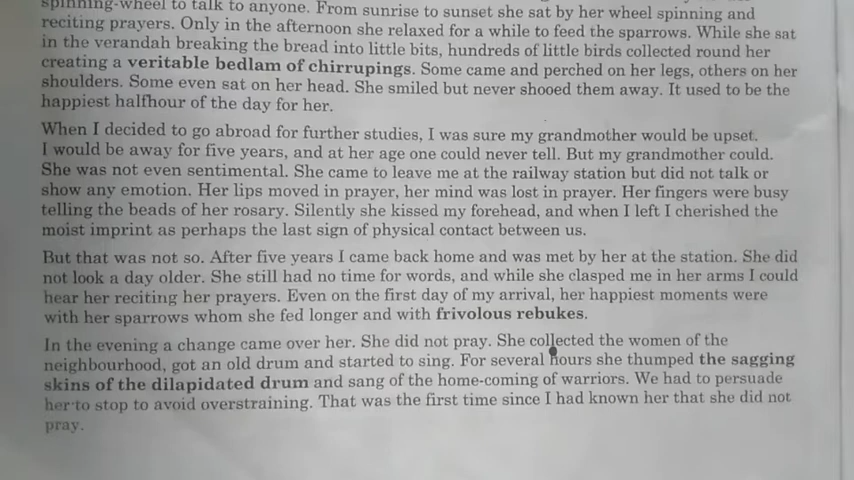 spinning-wheel to talk to anyone. From sunrise to sunset she sat by her wheel spinning and
reciting prayers. Only in the afternoon she relaxed for a while to feed the sparrows. While she sat
in the verandah breaking the bread into little bits, hundreds of little birds collected round her
creating a veritable bedlam of chirrupings. Some came and perched on her legs, others on her
shoulders. Some even sat on her head. She smiled but never shooed them away. It used to be the
happiest halfhour of the day for her.
When I decided to go abroad for further studies, I was sure my grandmother would be upset.
I would be away for five years, and at her age one could never tell. But my grandmother could.
She was not even sentimental. She came to leave me at the railway station but did not talk or
show any emotion. Her lips moved in prayer, her mind was lost in prayer. Her fingers were busy
telling the beads of her rosary. Silently she kissed my forehead, and when I left I cherished the
moist imprint as perhaps the last sign of physical contact between us.
But that was not so. After five years I came back home and was met by her at the station. She did
not look a day older. She still had no time for words, and while she clasped me in her arms I could
hear her reciting her prayers. Even on the first day of my arrival, her happiest moments were
with her sparrows whom she fed longer and with frivolous rebukes.
In the evening a change came over her. She did not pray. She collected the women of the
neighbourhood, got an old drum and started to sing. For several hours she thumped the sagging
skins of the dilapidated drum and sang of the home-coming of warriors. We had to persuade
her to stop to avoid overstraining. That was the first time since I had known her that she did not
pray.